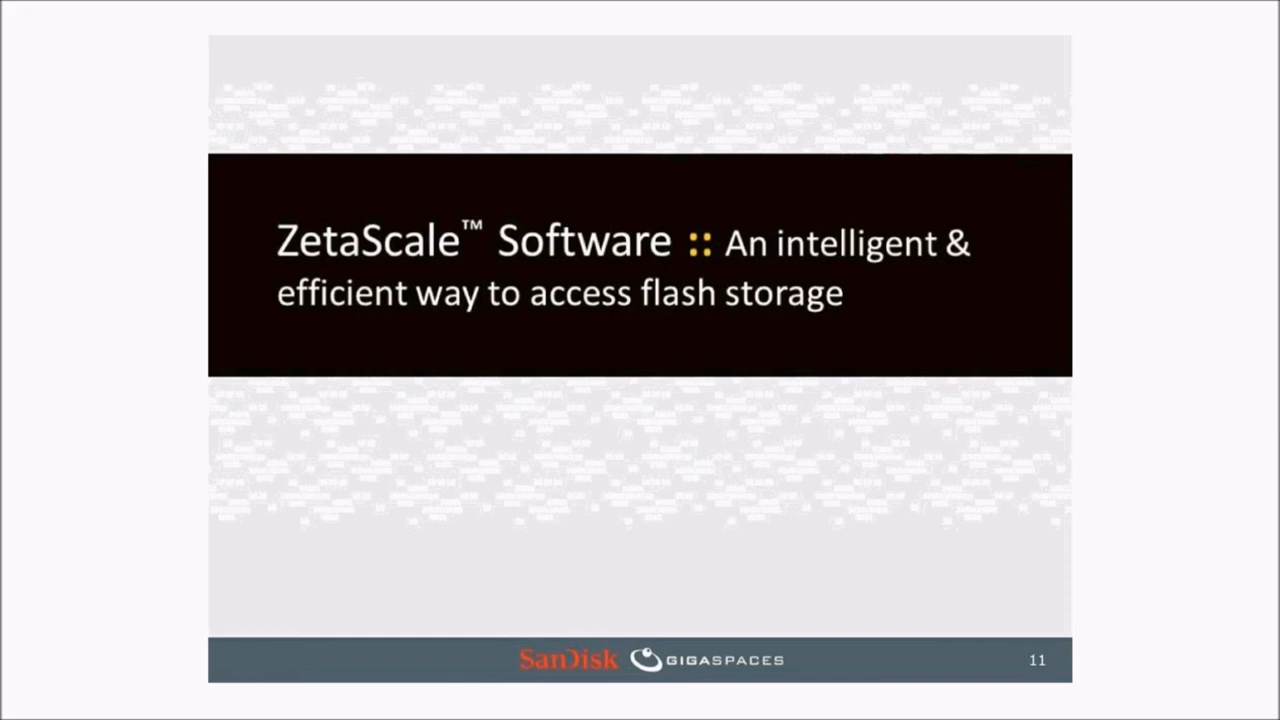 ZetaScale™ Software :: An intelligent &
efficient way to access flash storage
SanDisk GIGASPACES 11